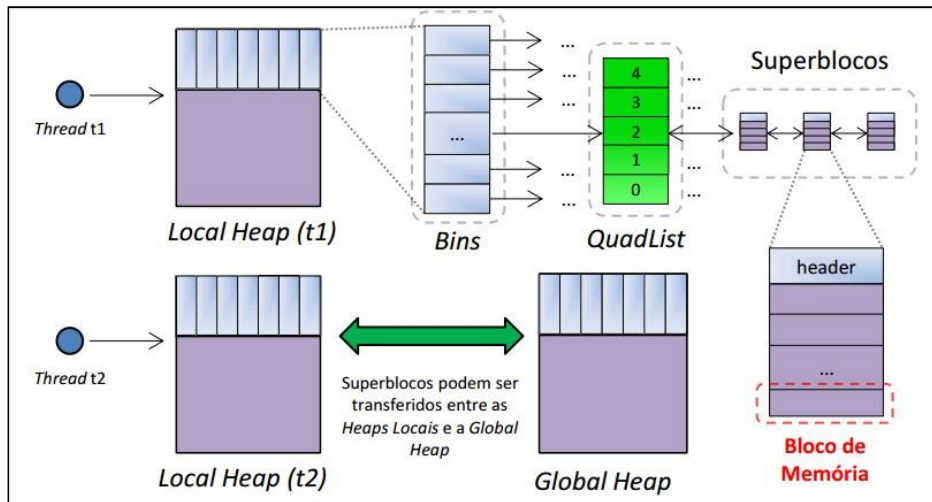 Thread t1
Local Heap (t1)
...
...
...
...
...
...
Bins
4
3
2
1
0
...
...
QuadList
Superblocos
header
...
Bloco de
Memória
Thread t2
Local Heap (t2)
Superblocos podem ser
transferidos entre as
Heaps Locais e a Global
Heap
Global Heap